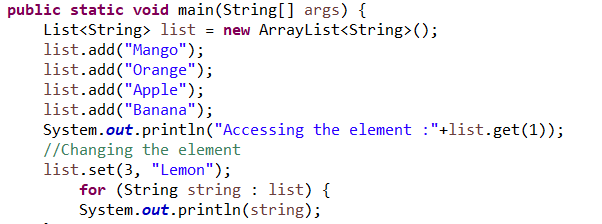 public static void main(String[] args) {
List<String> list = new ArrayList<String>();
list.add("Mango");
list.add("Orange");
list.add("Apple");
list.add("Banana");
System.out.println("Accessing the element :"+list.get(1));
//Changing the element
list.set(3, "Lemon");
for (String string : list) {
System.out.println(string);